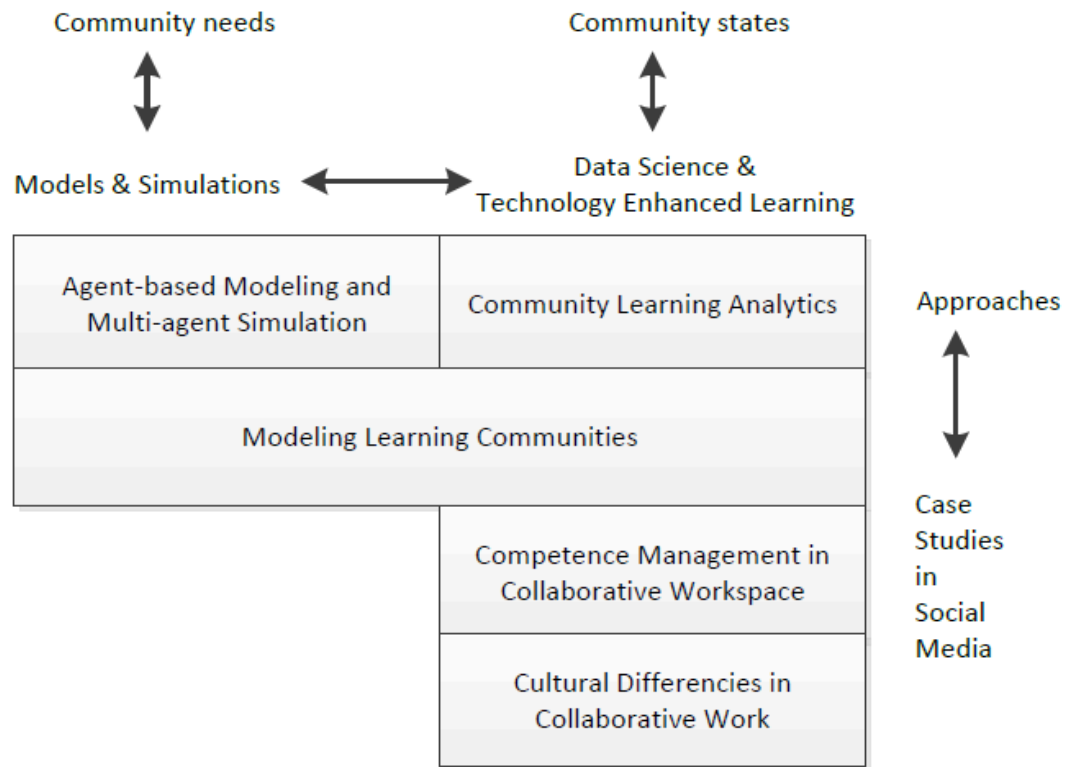 Community needs
Community states
Models & Simulations
Data Science &
Technology Enhanced Learning
Agent-based Modeling and
Multi-agent Simulation
Community Learning Analytics
Approaches
Modeling Learning Communities
Case
Studies
in
Social
Media
Competence Management in
Collaborative Workspace
Cultural Differencies in
Collaborative Work